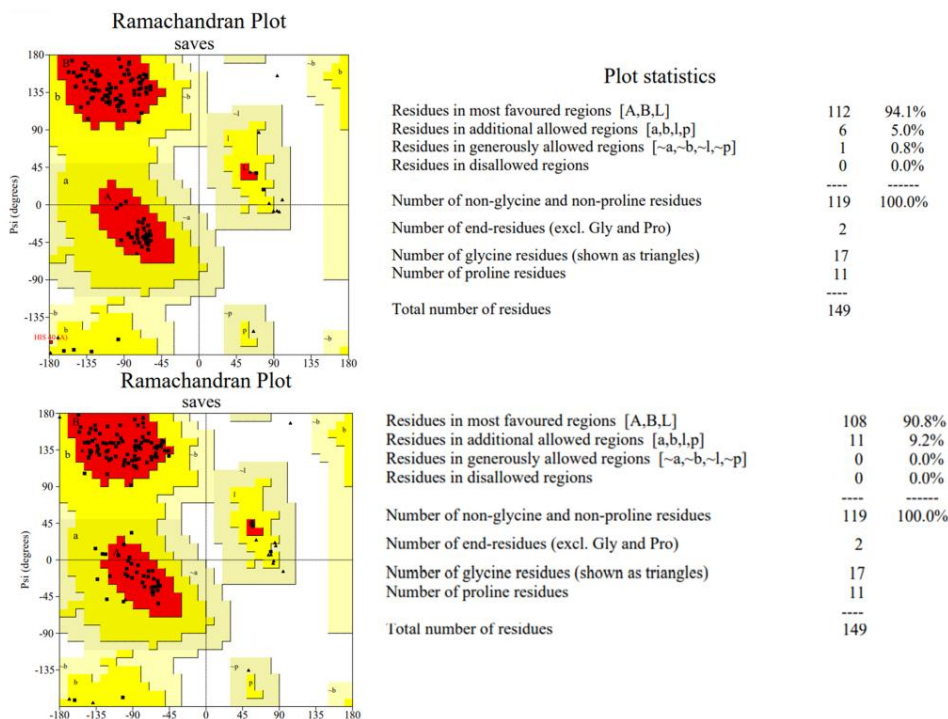 Ramachandran Plot
saves
B
b
~b
~b
b
~b
l
~l
a
A
~a
b
~b
~p
p
~b
180
135
90
45
0
-45
-90
-135
-180
Psi (degrees)
-180 -135 -90 -45 0 45 90 135 180
Plot statistics
Residues in most favoured regions [A,B,L] 112 94.1%
Residues in additional allowed regions [a,b,l,p] 6 5.0%
Residues in generously allowed regions [~a,~b,~l,~p] 1 0.8%
Residues in disallowed regions 0 0.0%
---- ------
Number of non-glycine and non-proline residues 119 100.0%
Number of end-residues (excl. Gly and Pro) 2
Number of glycine residues (shown as triangles) 17
Number of proline residues 11
----
Total number of residues 149
Ramachandran Plot
saves
B
b
~b
~l
l
a
A
~a
~b
b
~p
p
~b
180
135
90
45
0
-45
-90
-135
Psi (degrees)
-180 -135 -90 -45 0 45 90 135 180
Residues in most favoured regions [A,B,L] 108 90.8%
Residues in additional allowed regions [a,b,l,p] 11 9.2%
Residues in generously allowed regions [~a,~b,~l,~p] 0 0.0%
Residues in disallowed regions 0 0.0%
---- ------
Number of non-glycine and non-proline residues 119 100.0%
Number of end-residues (excl. Gly and Pro) 2
Number of glycine residues (shown as triangles) 17
Number of proline residues 11
----
Total number of residues 149